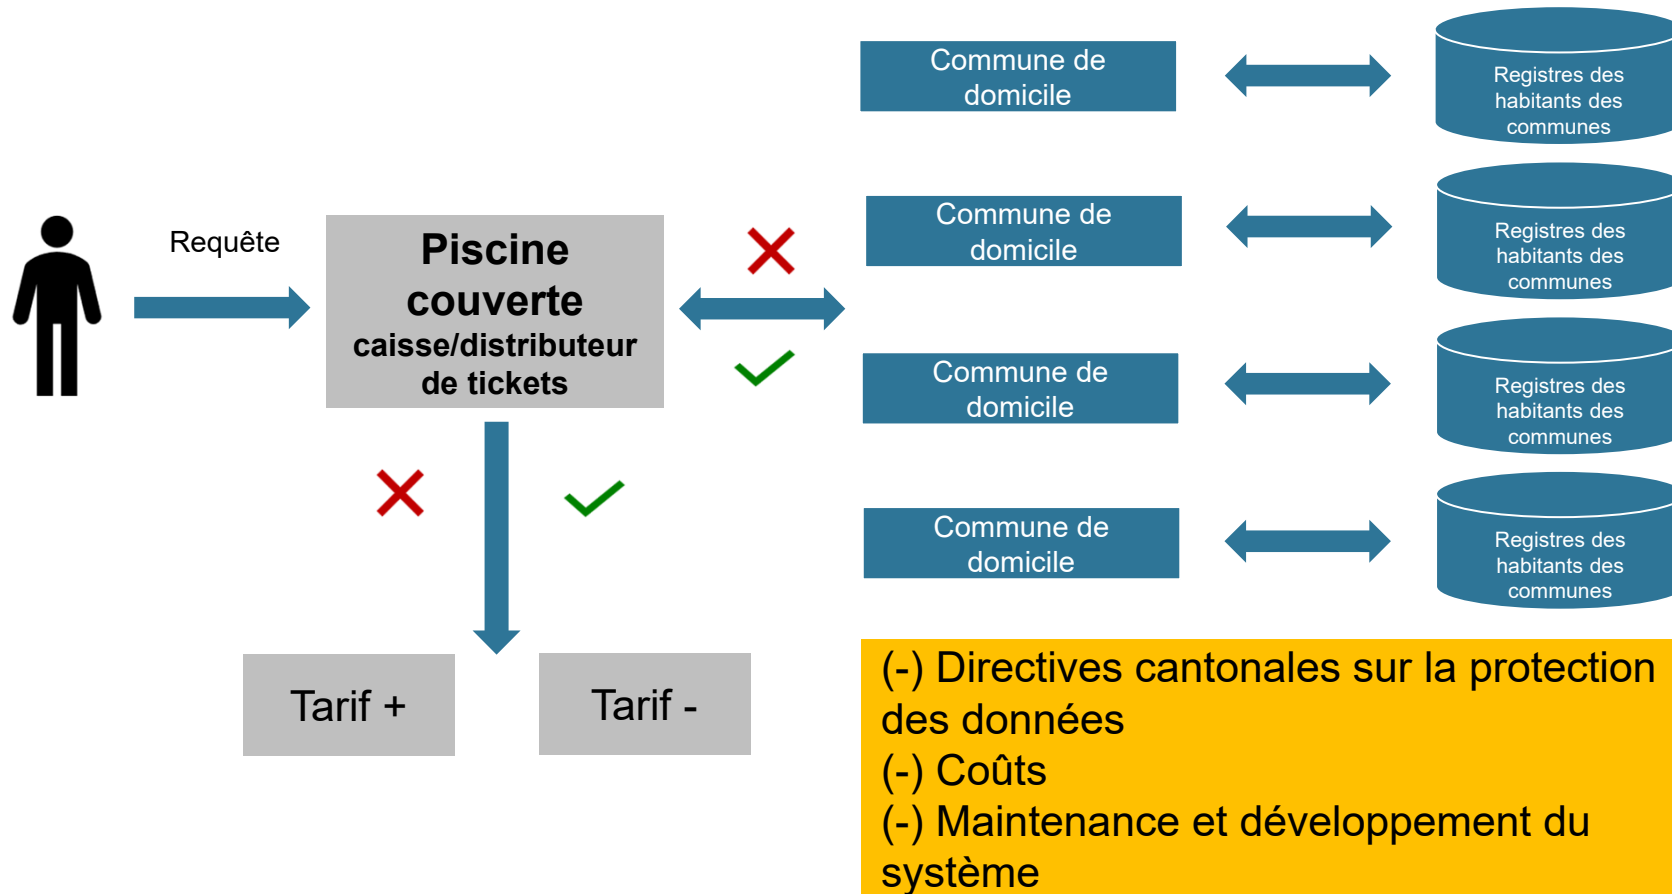 Requête
Piscine
couverte
caisse/distributeur
de tickets
Tarif +
Tarif -
Commune de
domicile
Registres des
habitants des
communes
Commune de
domicile
Registres des
habitants des
communes
Commune de
domicile
Registres des
habitants des
communes
Commune de
domicile
Registres des
habitants des
communes
(-) Directives cantonales sur la protection
des données
(-) Coûts
(-) Maintenance et développement du
système